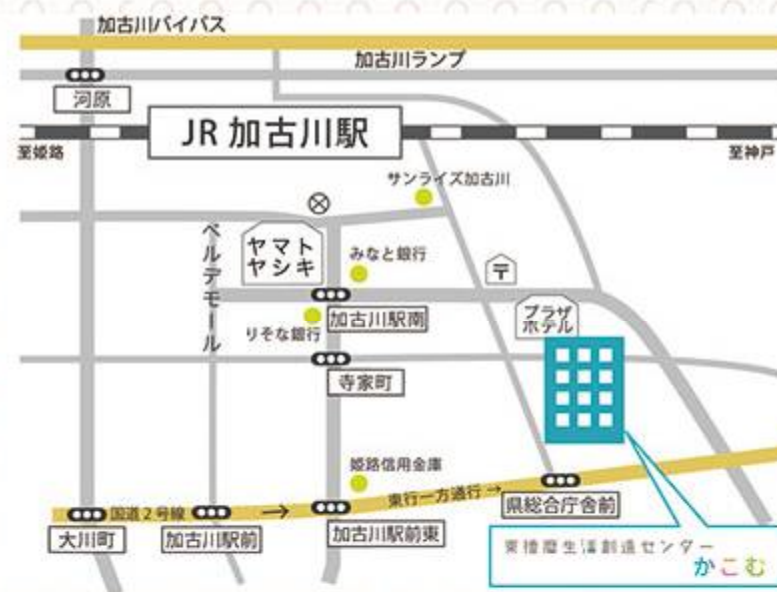 加古川バイパス
加古川ランプ
河原
JR 加古川駅
至姫路
至神戸
サンライズ加古川
ベルデモール
ヤマト
ヤシキ
みなと銀行
〒
加古川駅南
プラザ
ホテル
りそな銀行
寺家町
姫路信用金庫
東行一方通行→
県総合庁舎前
国道2号線
→
大川町
加古川駅前
加古川駅前東
東播磨生活創造センター
かこむ